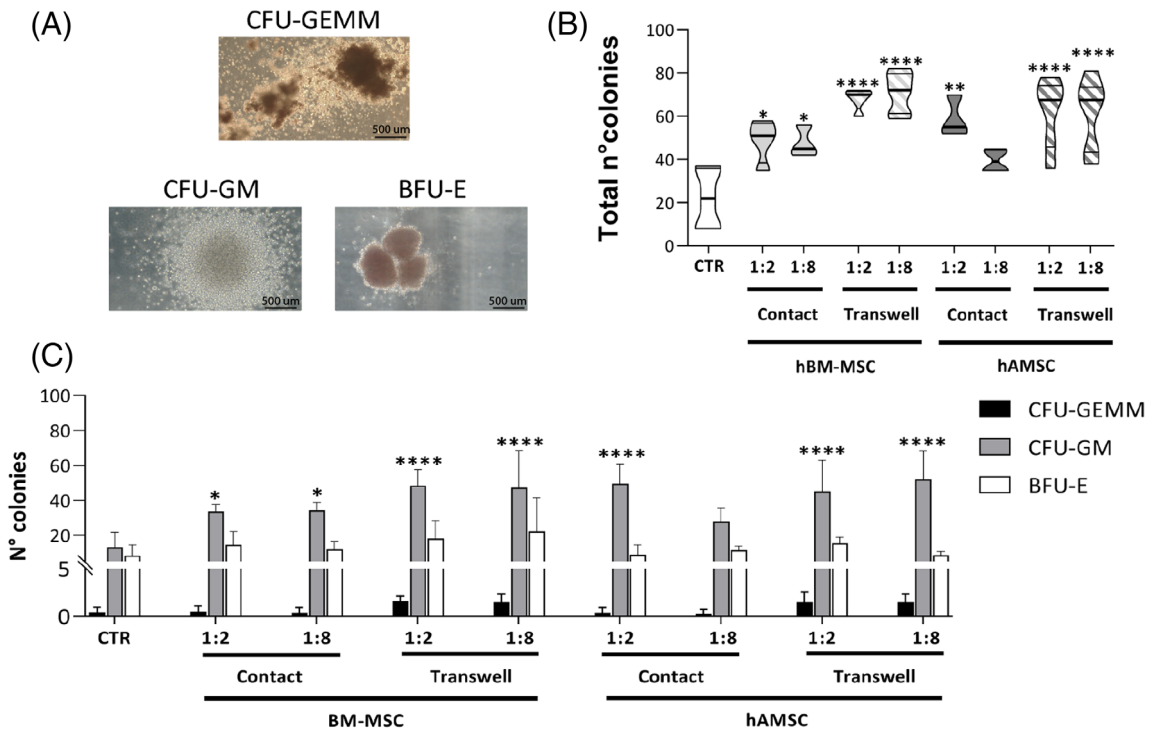 (A)
CFU-GEMM
500 um
CFU-GM
BFU-E
500 um
500 um
(B)
Total n°colonies
100
80
60
40
20
0
* * **** **** ** **** ****
CTR 1:2 1:8 1:2 1:8 1:2 1:8 1:2 1:8
Contact Transwell Contact Transwell
hBM-MSC hAMSC
(C)
N° colonies
100
80
60
40
20
5
0
* * **** **** **** **** ****
CTR 1:2 1:8 1:2 1:8 1:2 1:8 1:2 1:8
Contact Transwell Contact Transwell
BM-MSC hAMSC
CFU-GEMM
CFU-GM
BFU-E